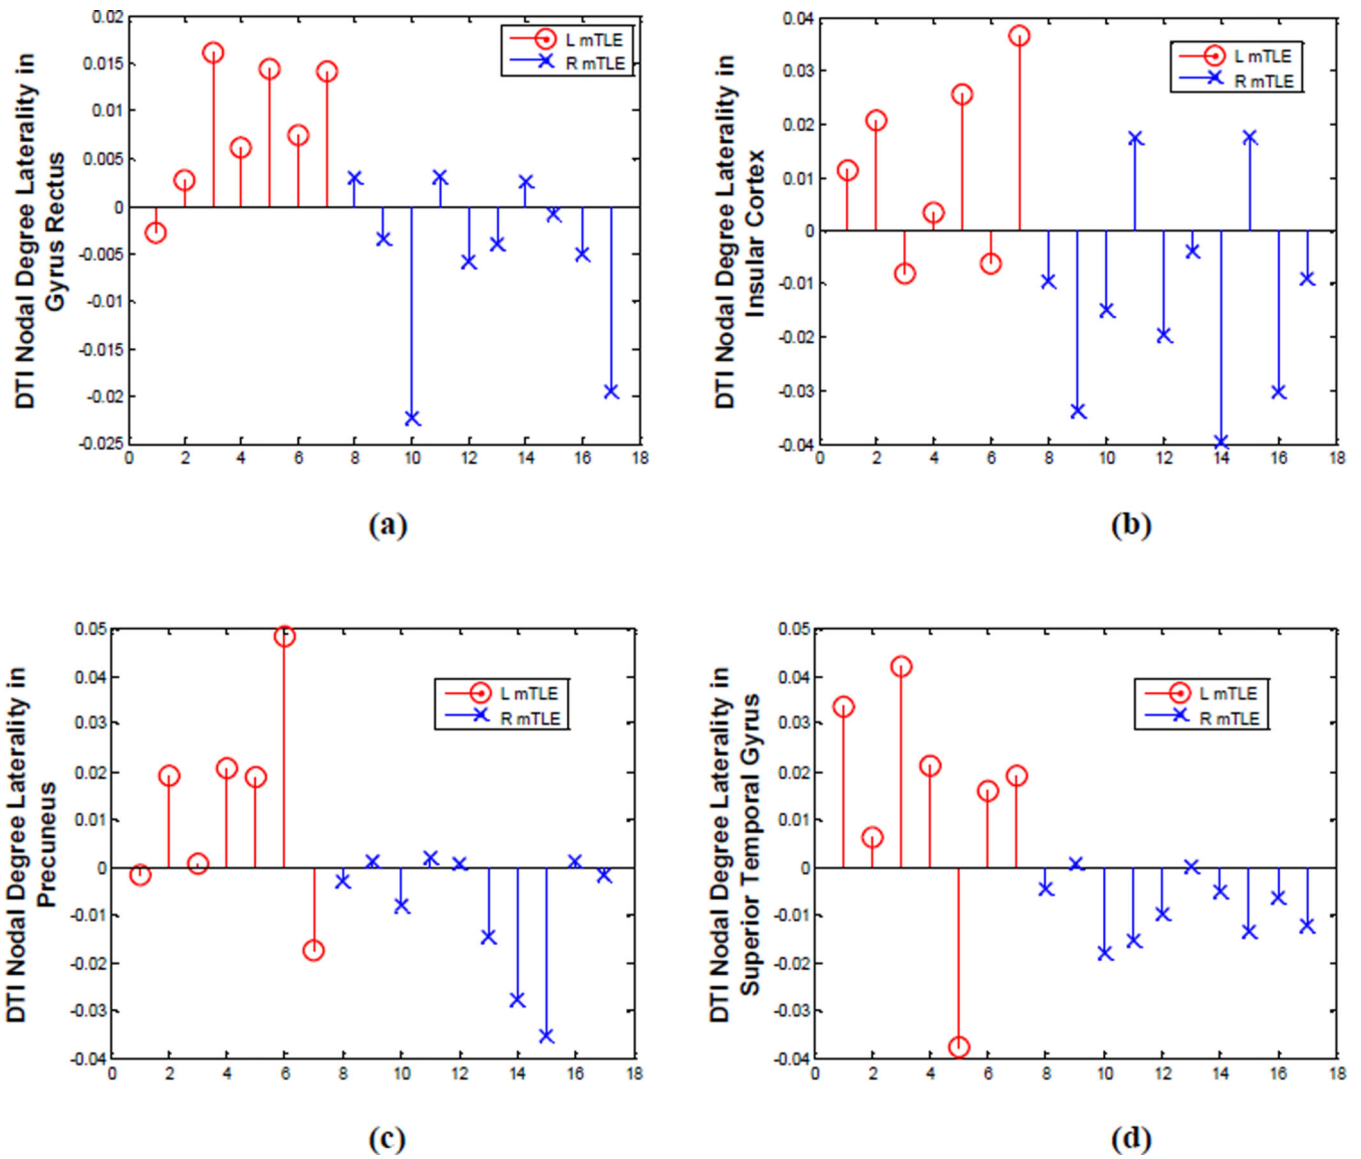 DTI Nodal Degree Laterality in
Gyrus Rectus
0.02
0.015
0.01
0.005
0
-0.005
-0.01
-0.015
-0.02
-0.025
0 2 4 6 8 10 12 14 16 18
L mTLE
R mTLE
(a)
DTI Nodal Degree Laterality in
Insular Cortex
0.04
0.03
0.02
0.01
0
-0.01
-0.02
-0.03
-0.04
0 2 4 6 8 10 12 14 16 18
L mTLE
R mTLE
(b)
DTI Nodal Degree Laterality in
Precuneus
0.05
0.04
0.03
0.02
0.01
0
-0.01
-0.02
-0.03
-0.04
0 2 4 6 8 10 12 14 16 18
L mTLE
R mTLE
(c)
DTI Nodal Degree Laterality in
Superior Temporal Gyrus
0.05
0.04
0.03
0.02
0.01
0
-0.01
-0.02
-0.03
-0.04
0 2 4 6 8 10 12 14 16 18
L mTLE
R mTLE
(d)